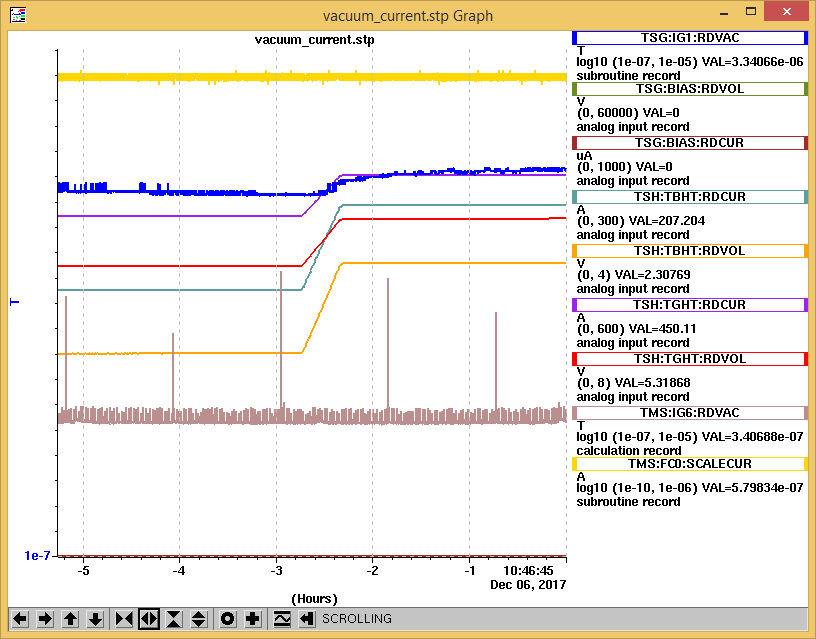 vacuum_current.stp Graph
vacuum_current.stp
TSG:IG1:RDVAC
T
log10 (1e-07, 1e-05) VAL=3.34066e-06
subroutine record
TSG:BIAS:RDVOL
V
(0, 60000) VAL=0
analog input record
TSG:BIAS:RDCUR
uA
(0, 1000) VAL=0
analog input record
TSH:TBHT:RDCUR
A
(0, 300) VAL=207.204
analog input record
TSH:TBHT:RDVOL
V
(0, 4) VAL=2.30769
analog input record
TSH:TGHT:RDCUR
A
(0, 600) VAL=450.11
analog input record
TSH:TGHT:RDVOL
V
(0, 8) VAL=5.31868
analog input record
TMS:IG6:RDVAC
T
log10 (1e-07, 1e-05) VAL=3.40688e-07
calculation record
TMS:FC0:SCALECUR
A
log10 (1e-10, 1e-06) VAL=5.79834e-07
subroutine record
T
1e-7
-5 -4 -3 -2 -1 10:46:45
Dec 06, 2017
(Hours)
SCROLLING